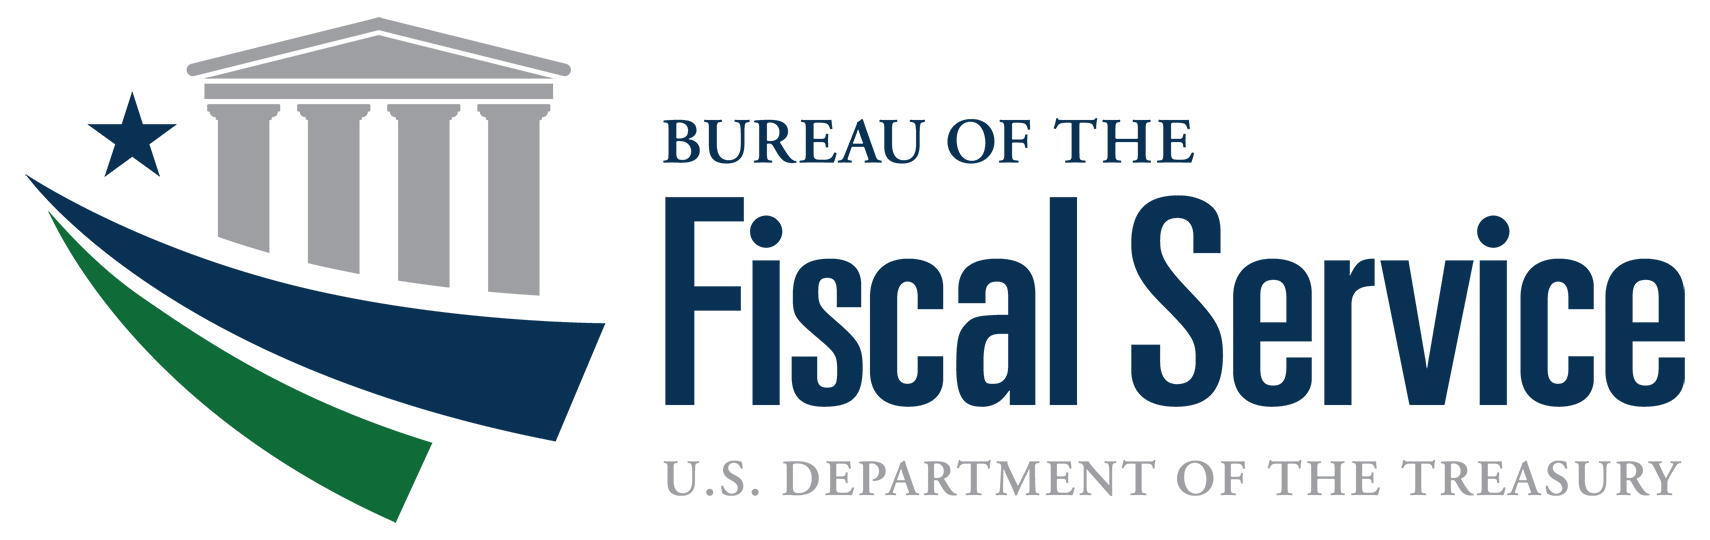 BUREAU OF THE
Fiscal Service
U.S. DEPARTMENT OF THE TREASURY